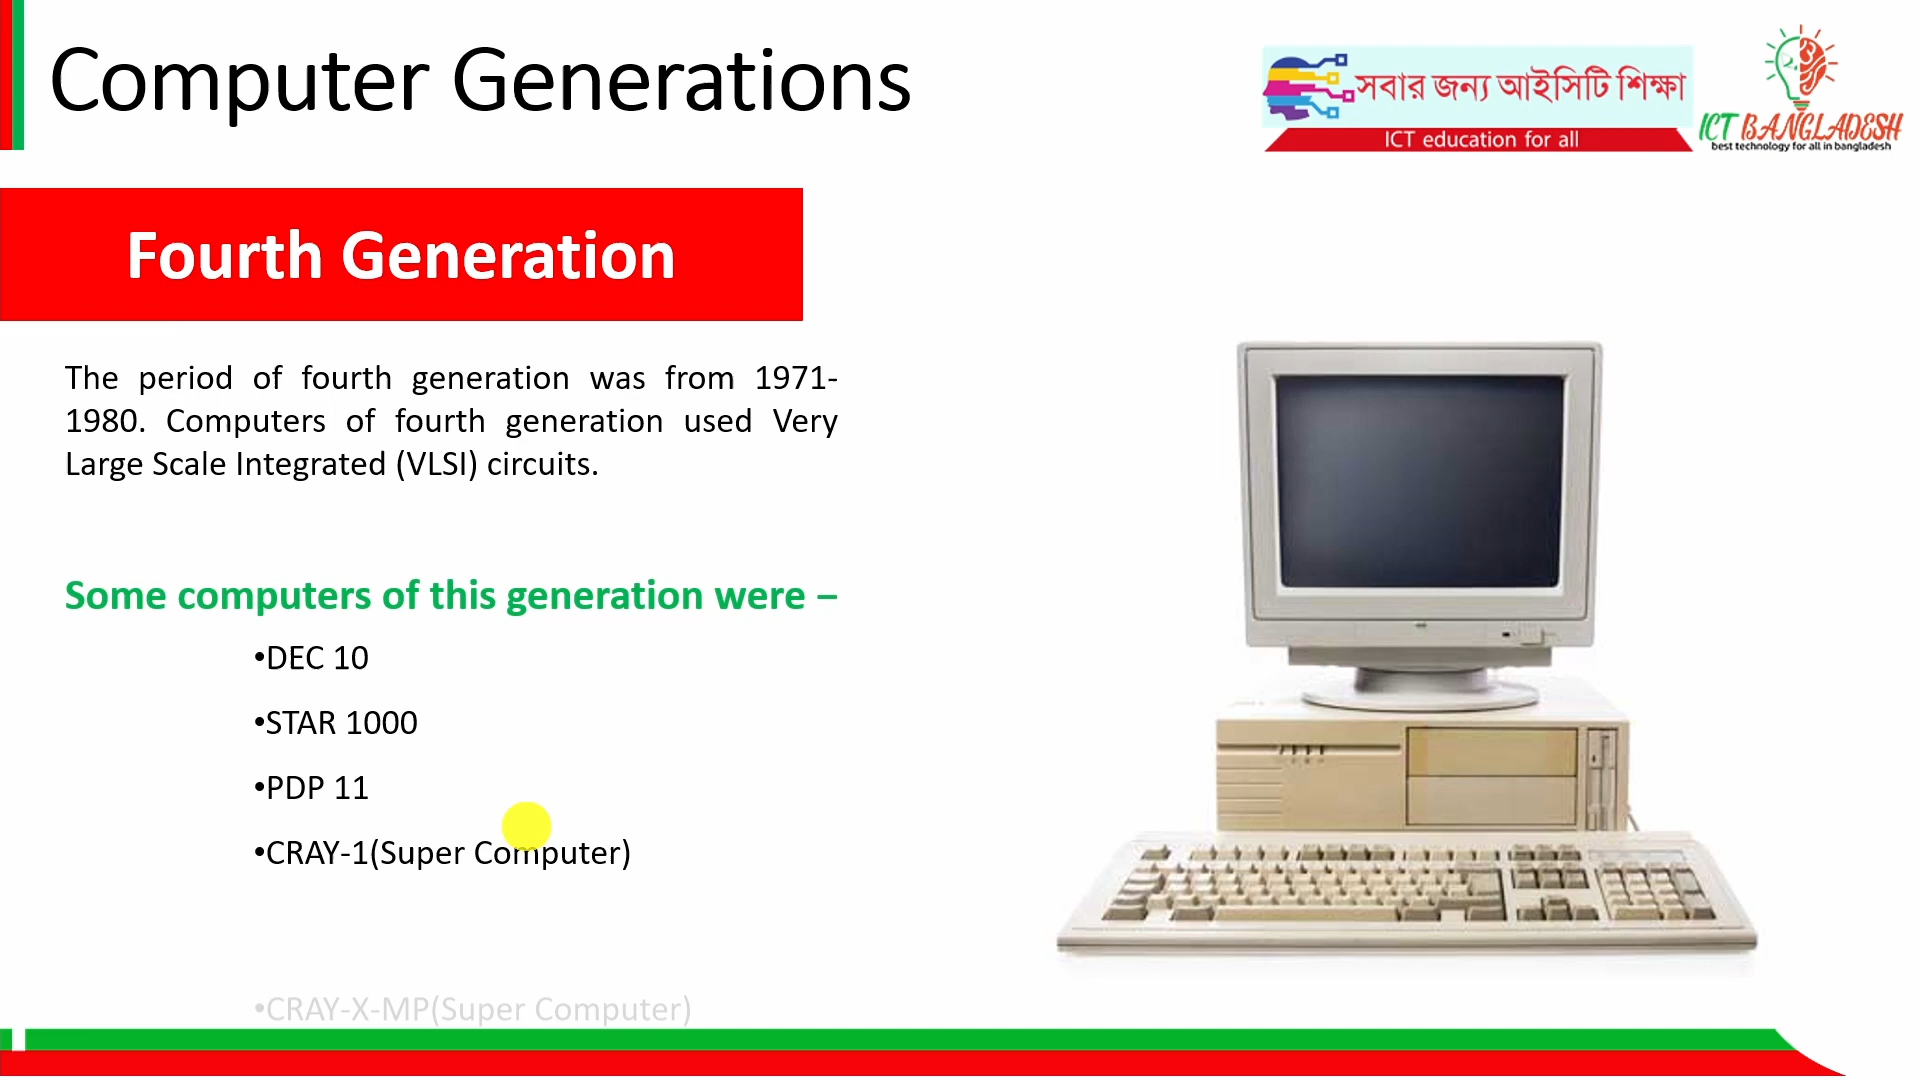 Computer Generations
সবার জন্য আইসিটি শিক্ষা
ICT education for all
ICT BANGLADESH
best technology for all in bangladesh
Fourth Generation
The period of fourth generation was from 1971-
1980. Computers of fourth generation used Very
Large Scale Integrated (VLSI) circuits.
Some computers of this generation were –
•DEC 10
•STAR 1000
•PDP 11
•CRAY-1(Super Computer)
•CRAY-X-MP(Super Computer)